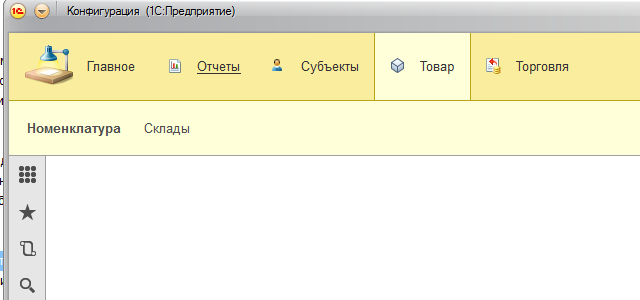 Конфигурация (1С:Предприятие)
Главное Отчеты Субъекты Товар Торговля
Номенклатура Склады